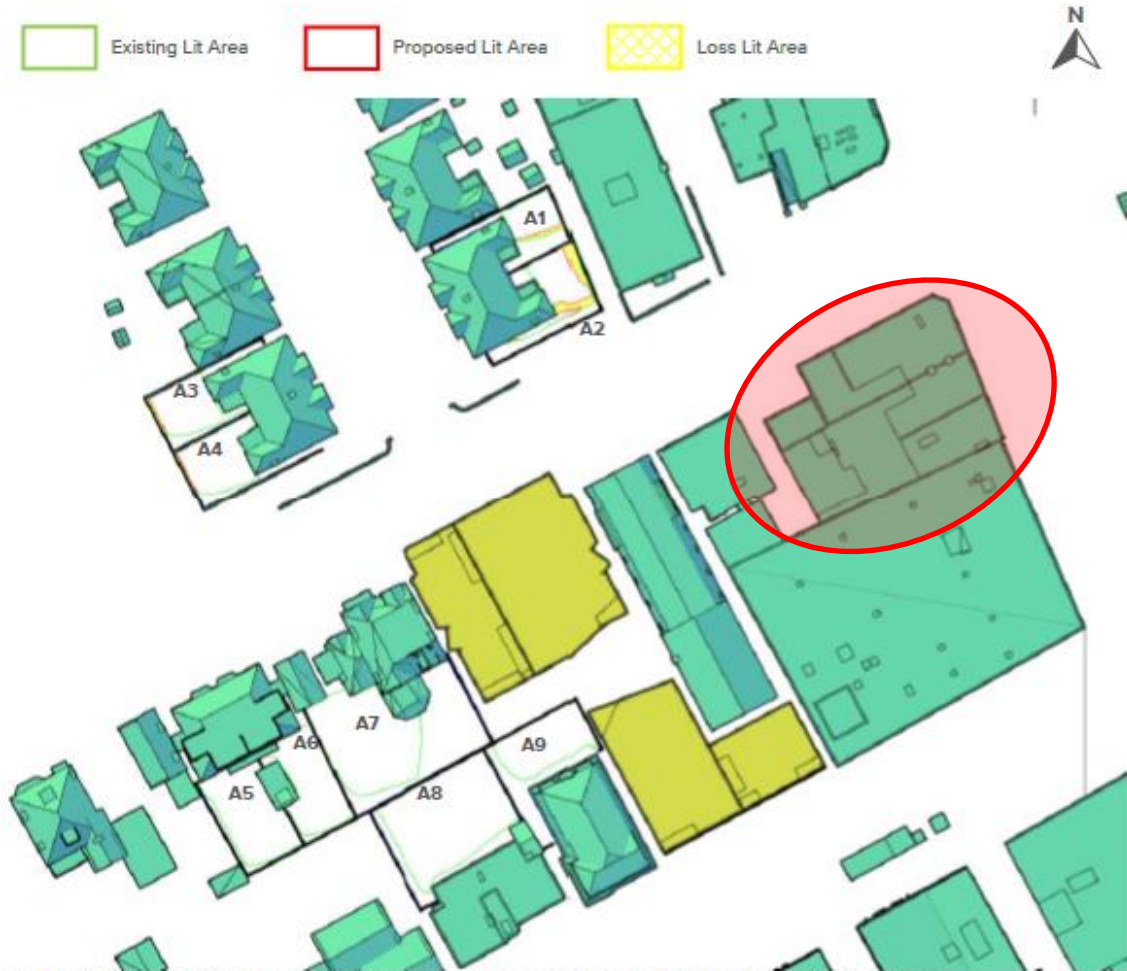 N
Existing Lit Area
Proposed Lit Area
Loss Lit Area
A1
A2
A3
A4
A7
A6
A9
A5
A8